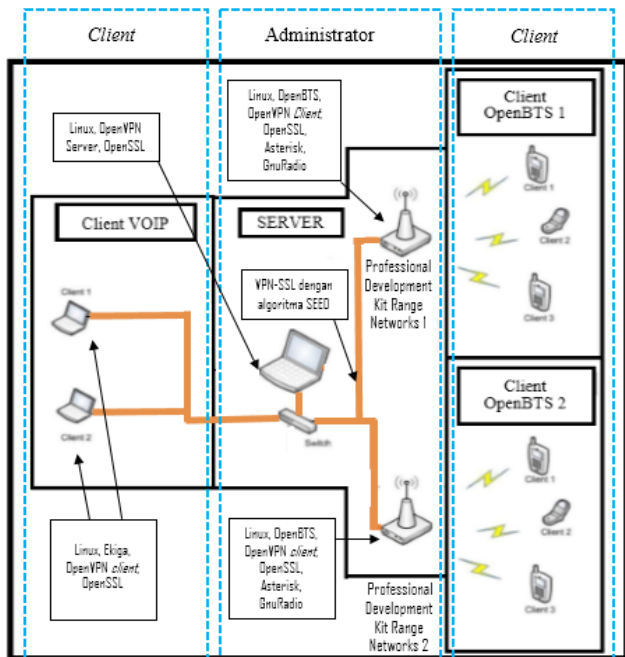 Client
Administrator
Client
Linux, OpenVPN
Server, OpenSSL
Linux, OpenBTS,
OpenVPN Client,
OpenSSL,
Asterisk,
GnuRadio
Client
OpenBTS 1
Client 1
Client 2
Client 3
Client VOIP
SERVER
Client 1
Client 2
VPN-SSL dengan
algoritma SEED
Professional
Development
Kit Range
Networks 1
Switch
Client
OpenBTS 2
Client 1
Client 2
Client 3
Linux, Ekiga,
OpenVPN client,
OpenSSL
Linux, OpenBTS,
OpenVPN client,
OpenSSL,
Asterisk,
GnuRadio
Professional
Development
Kit Range
Networks 2